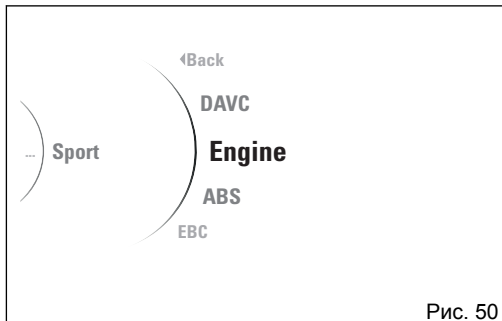 ◀Back
DAVC
... Sport Engine
ABS
EBC
Рис. 50